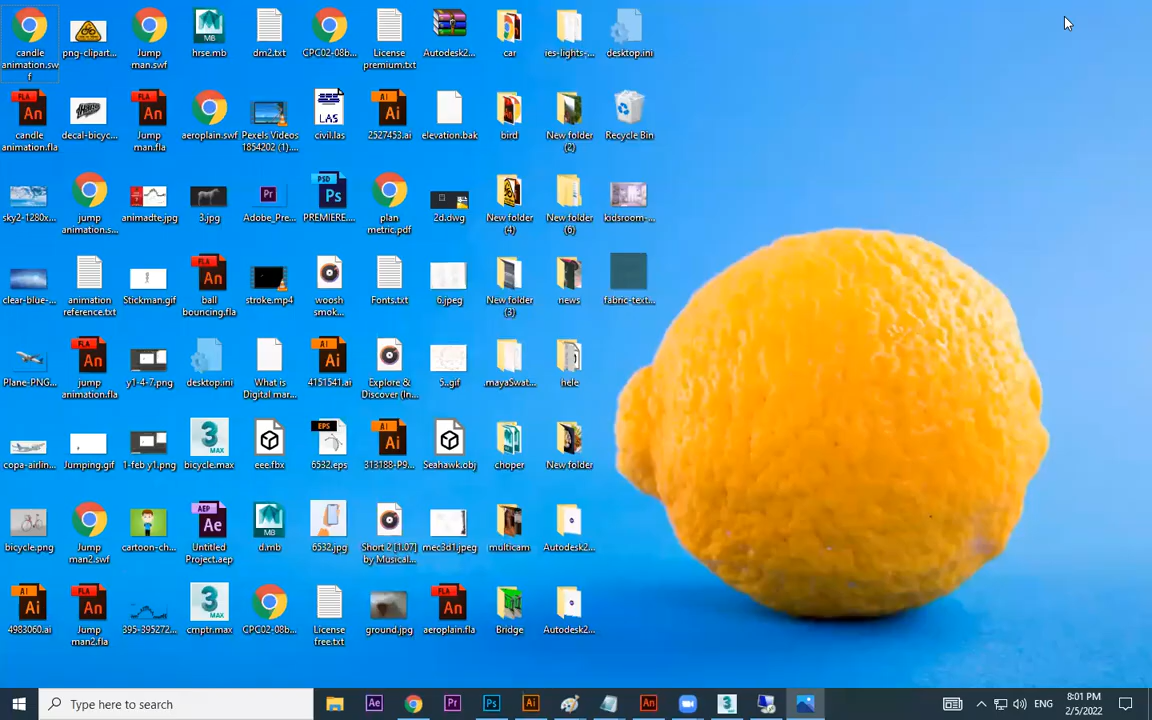 candle
animation.sw
f
png-clipart...
Jump
man.swf
hrse.mb
dm2.txt
CPC02-08b...
License
premium.txt
Autodesk2...
car
ies-lights-...
desktop.ini
candle
animation.fla
decal-bicyc...
Jump
man.fla
aeroplain.swf
Pexels Videos
1854202 (1)....
LAS
civil.las
2527453.ai
elevation.bak
bird
New folder
(2)
Recycle Bin
sky2-1280x...
jump
animation.s...
animadte.jpg
3.jpg
Adobe_Pre...
PREMIERE...
plan
metric.pdf
2d.dwg
New folder
(4)
New folder
(6)
kidsroom-...
clear-blue-...
animation
reference.txt
Stickman.gif
ball
bouncing.fla
stroke.mp4
woosh
smok...
Fonts.txt
6.jpeg
New folder
(3)
news
fabric-text...
Plane-PNG...
jump
animation.fla
y1-4-7.png
desktop.ini
What is
Digital mar...
4151541.ai
Explore &
Discover (In...
5..gif
.mayaSwat...
hele
copa-airlin...
Jumping.gif
1-feb y1.png
bicycle.max
eee.fbx
6532.eps
313188-P9...
Seahawk.obj
choper
New folder
bicycle.png
Jump
man2.swf
cartoon-ch...
Untitled
Project.aep
d.mb
6532.jpg
Short 2 [1.07]
by Musical...
mec3d1.jpeg
multicam
Autodesk2...
4983060.ai
Jump
man2.fla
395-395272...
cmptr.max
CPC02-08b...
License
free.txt
ground.jpg
aeroplain.fla
Bridge
Autodesk2...
Type here to search
ENG
8:01 PM
2/5/2022